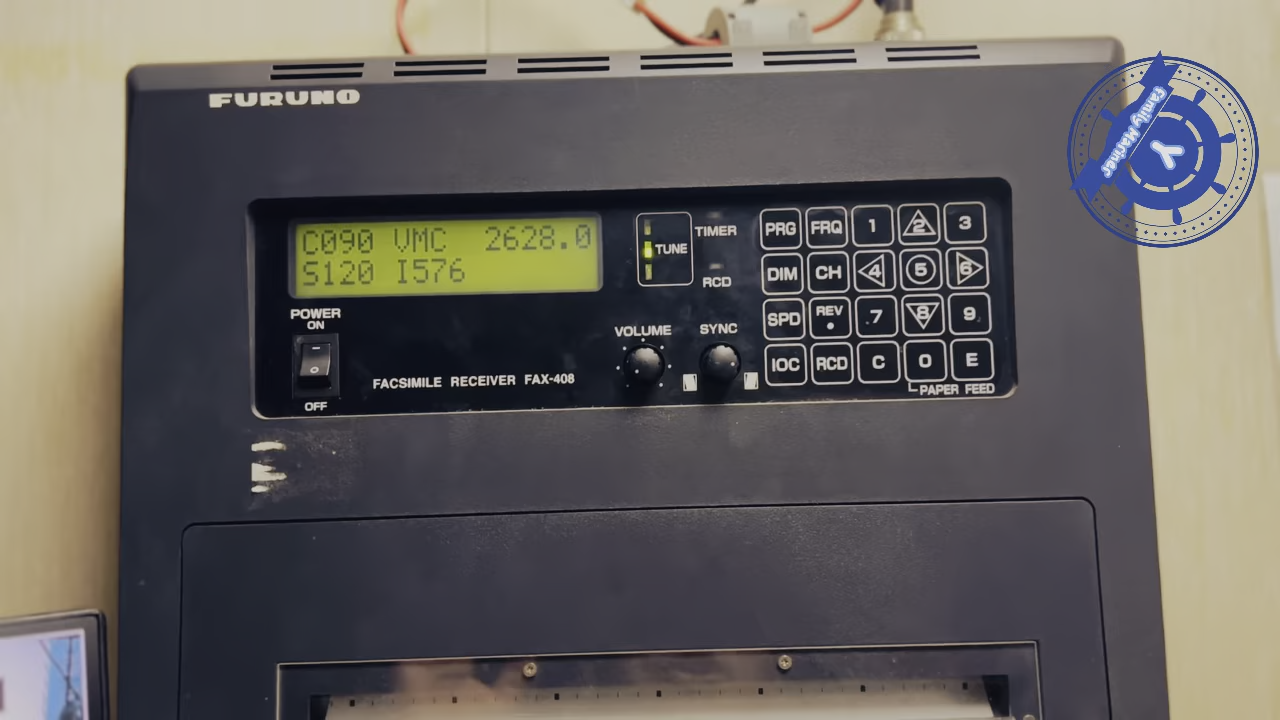 FURUNO
Family Mariner
Y
C090 VMC 2628.0
S120 I576
TUNE
TIMER
RCD
PRG FRQ 1 2 3
DIM CH 4 5 6
SPD REV 7 8 9
IOC RCD C 0 E
PAPER FEED
POWER
ON
OFF
VOLUME SYNC
FACSIMILE RECEIVER FAX-408